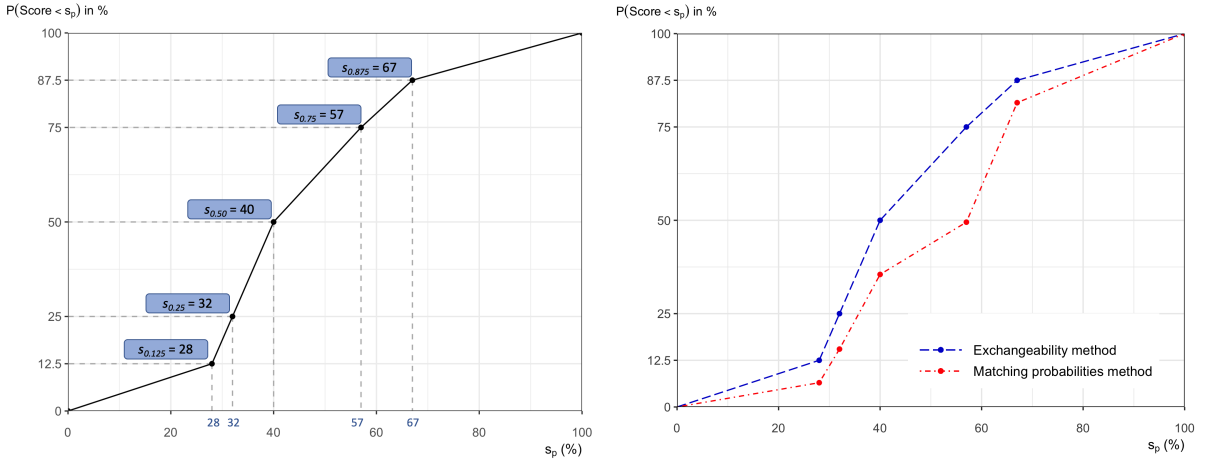 P(Score < sp) in %
100
87.5
75
50
25
12.5
0
s0.875 = 67
s0.75 = 57
s0.50 = 40
s0.25 = 32
s0.125 = 28
28 32 57 67
0 20 40 60 80 100
sp (%)
P(Score < sp) in %
100
87.5
75
50
25
12.5
0
Exchangeability method
Matching probabilities method
0 20 40 60 80 100
sp (%)